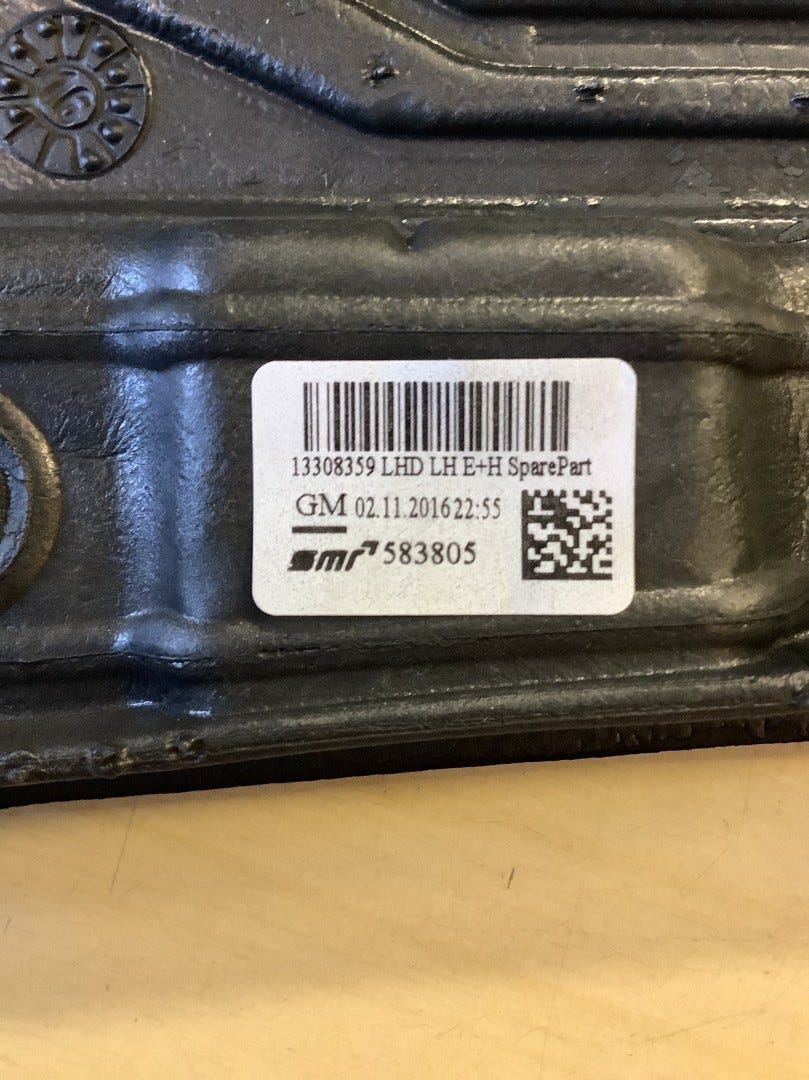 13308359 LHD LH E+H SparePart
GM 02.11.2016 22:55
smr 583805